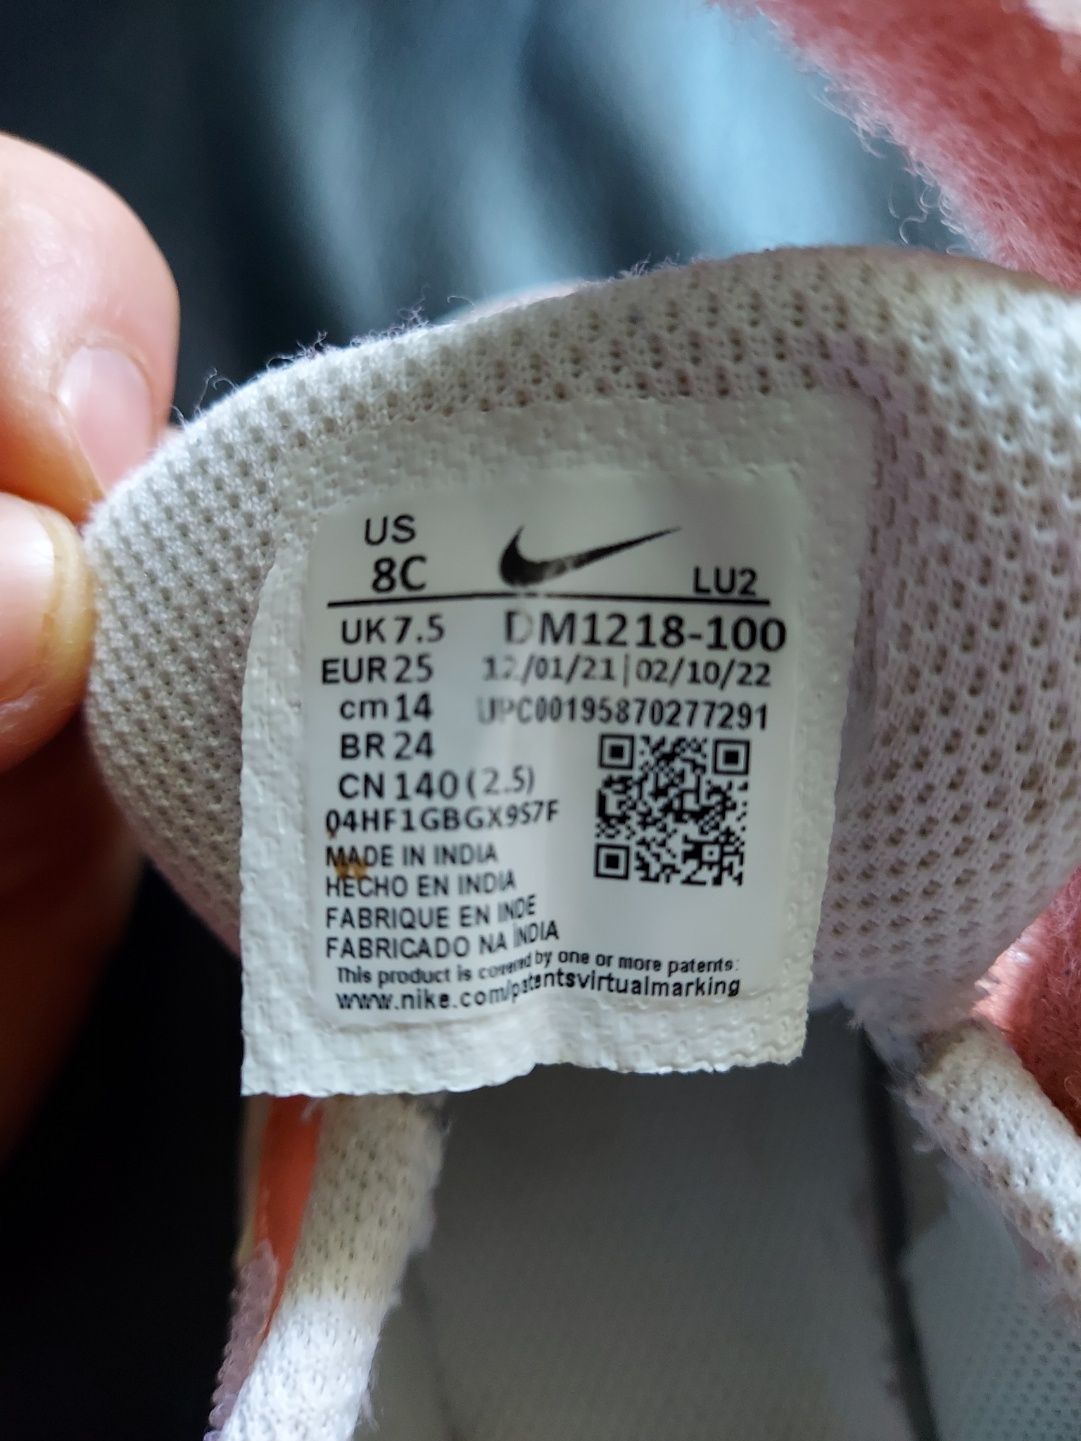 US
8C
LU2
UK 7.5 DM1218-100
EUR 25 12/01/21|02/10/22
cm 14 UPC00195870277291
BR 24
CN 140 (2.5)
04HF1GBGX9S7F
MADE IN INDIA
HECHO EN INDIA
FABRIQUE EN INDE
FABRICADO NA ÍNDIA
This product is covered by one or more patents:
www.nike.com/patentsvirtualmarking